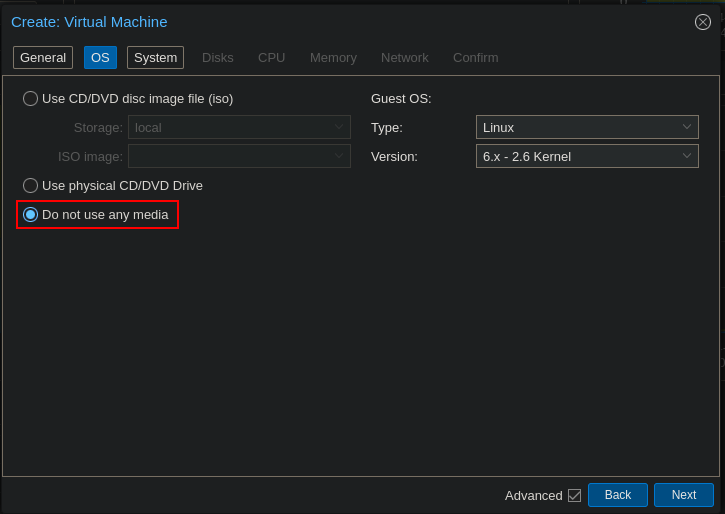 Create: Virtual Machine
General OS System Disks CPU Memory Network Confirm
Use CD/DVD disc image file (iso) Guest OS:
Storage: local Type: Linux
ISO image: Version: 6.x - 2.6 Kernel
Use physical CD/DVD Drive
Do not use any media
Advanced Back Next